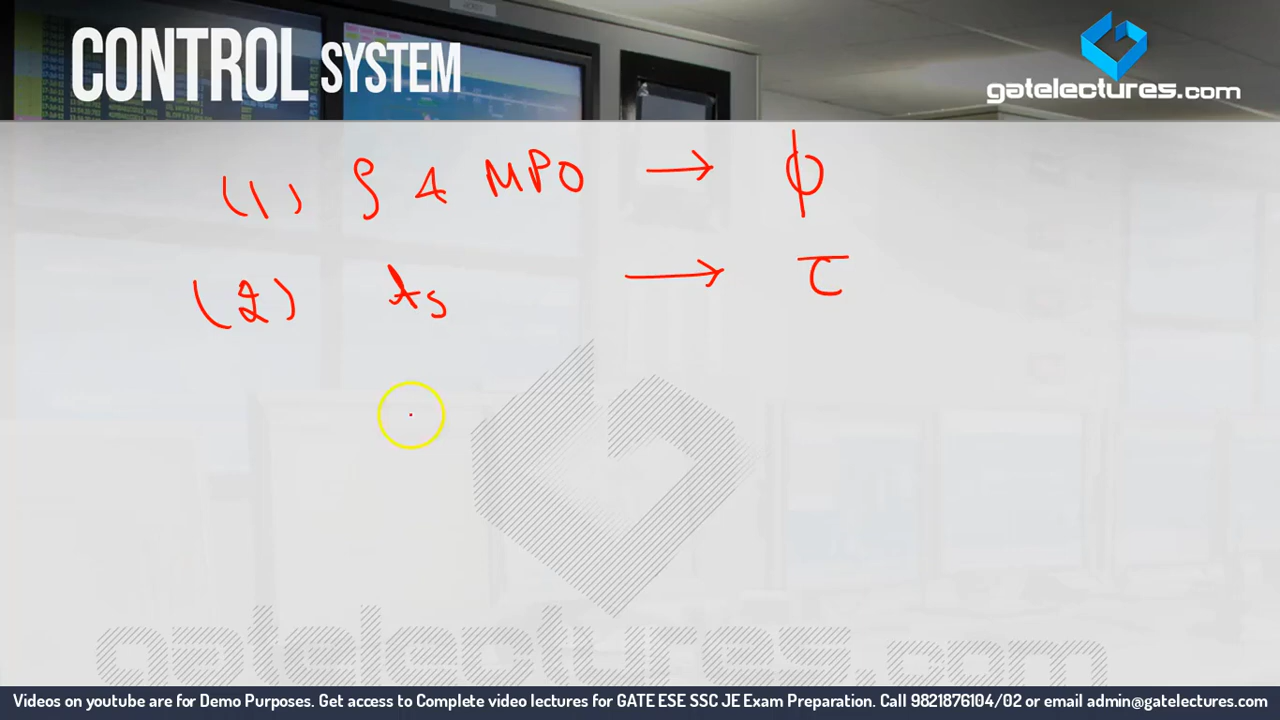 CONTROL SYSTEM
gatelectures.com
(1) ξ & MPO → φ
(2) ts → τ
gatelectures.com
Videos on youtube are for Demo Purposes. Get access to Complete video lectures for GATE ESE SSC JE Exam Preparation. Call 9821876104/02 or email admin@gatelectures.com